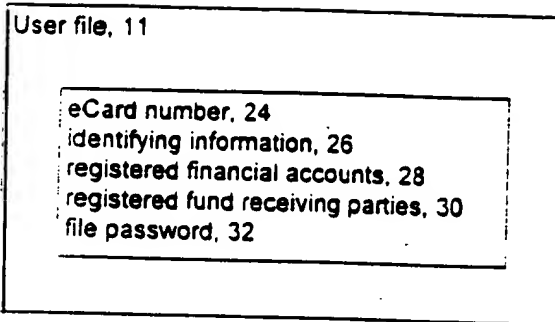 User file, 11
eCard number, 24
identifying information, 26
registered financial accounts, 28
registered fund receiving parties, 30
file password, 32